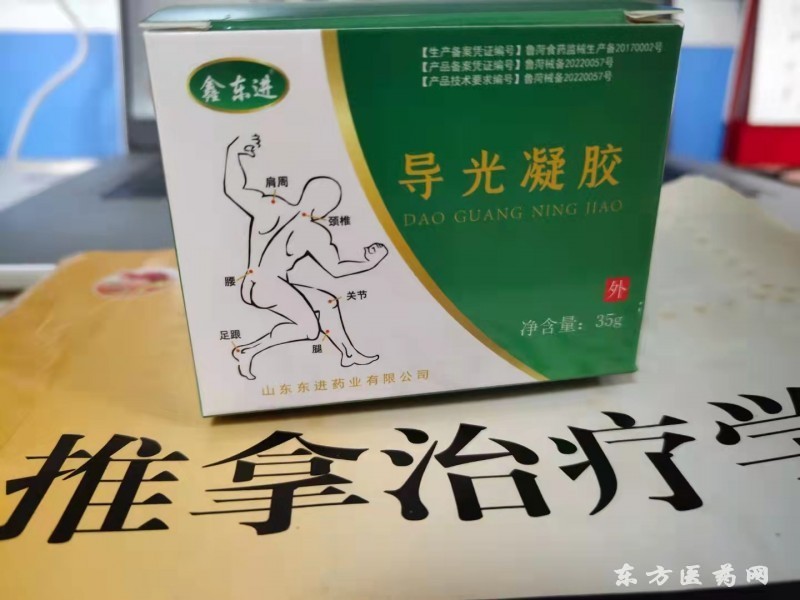 【生产备案凭证编号】鲁菏食药监械生产备20170002号
【产品备案凭证编号】鲁菏械备20220057号
【产品技术要求编号】鲁菏械备20220057号
鑫东进
导光凝胶
DAO GUANG NING JIAO
肩周
颈椎
腰
关节
足跟
腿
外
净含量：35g
山东东进药业有限公司
推拿治疗学
东方医药网